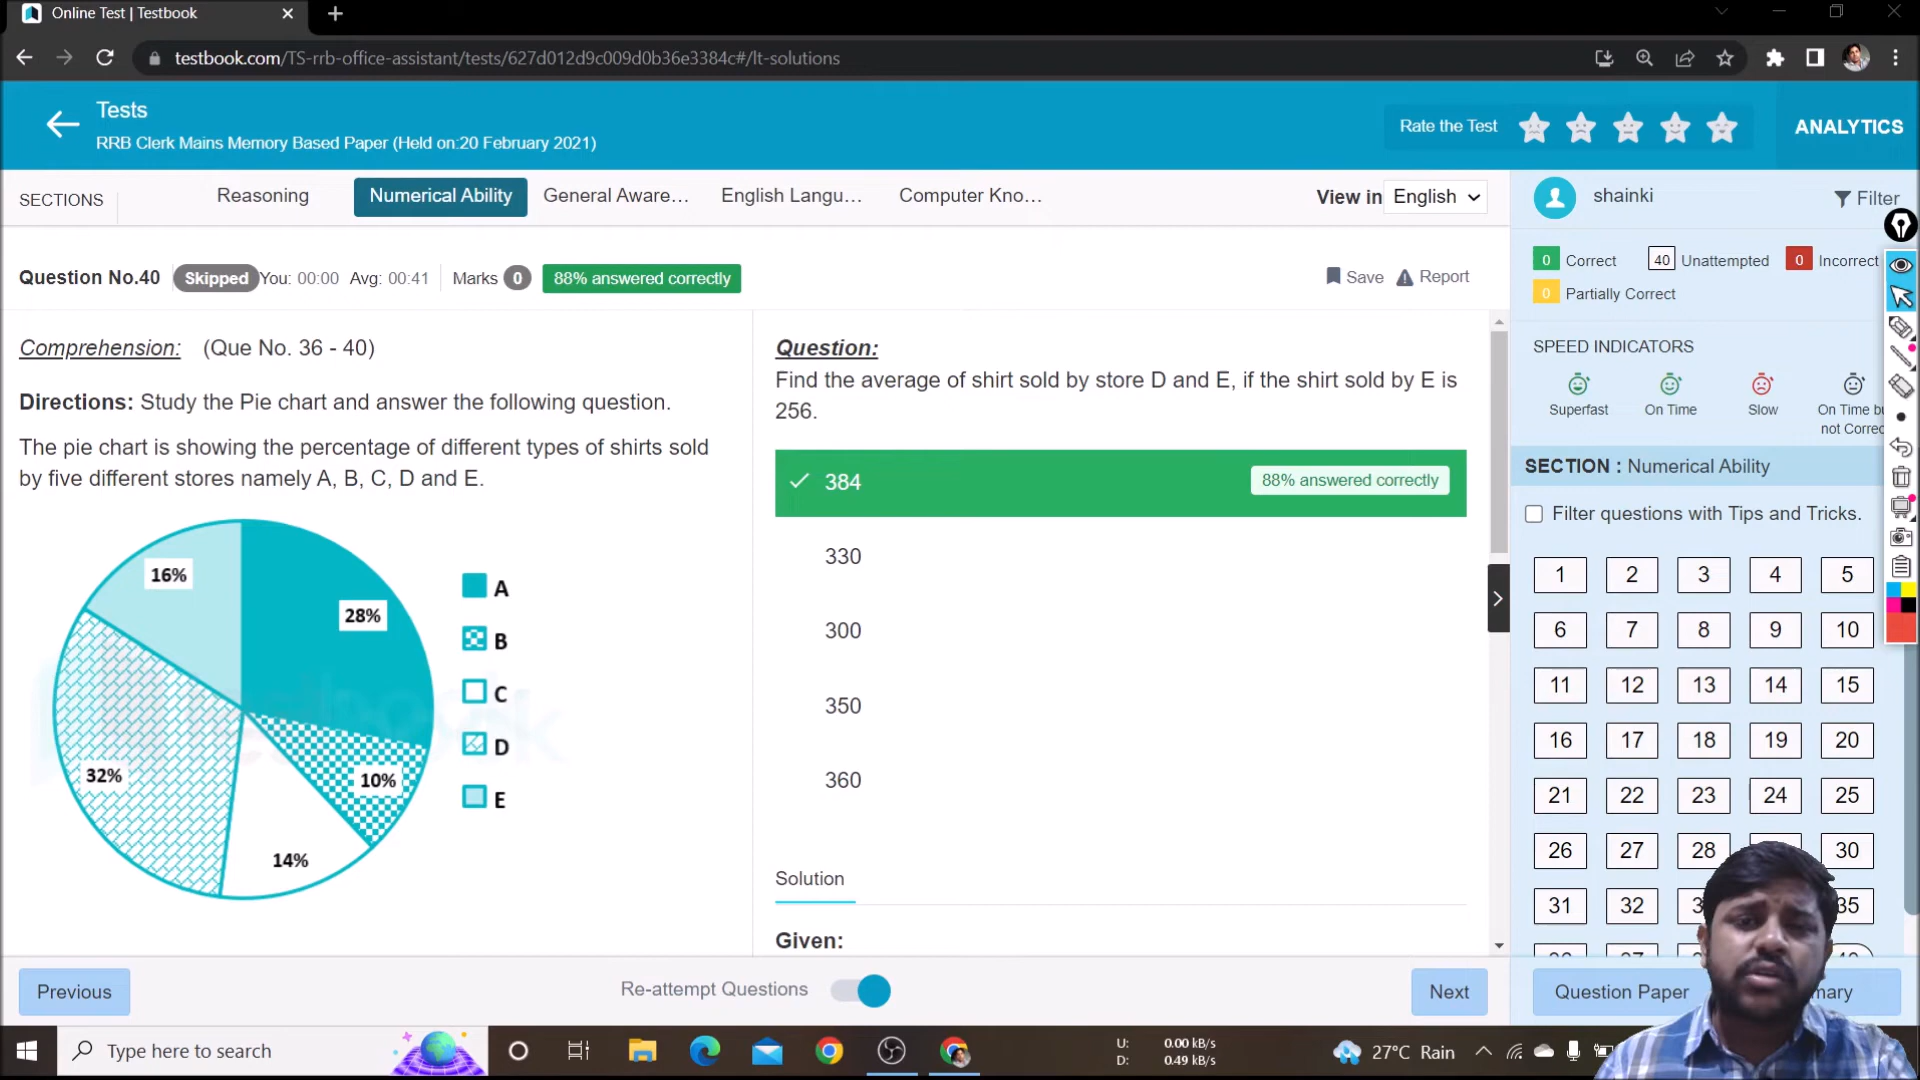 Online Test | Testbook
testbook.com/TS-rrb-office-assistant/tests/627d012d9c009d0b36e3384c#/lt-solutions
Tests
RRB Clerk Mains Memory Based Paper (Held on:20 February 2021)
Rate the Test
ANALYTICS
SECTIONS
Reasoning
Numerical Ability
General Aware...
English Langu...
Computer Kno...
View in English
shainki
Filter
Question No.40 Skipped You: 00:00 Avg: 00:41 Marks 0 88% answered correctly
Save Report
0 Correct 40 Unattempted 0 Incorrect
0 Partially Correct
SPEED INDICATORS
Superfast On Time Slow On Time bu
not Correc
Comprehension: (Que No. 36 - 40)
Directions: Study the Pie chart and answer the following question.
The pie chart is showing the percentage of different types of shirts sold
by five different stores namely A, B, C, D and E.
16%
28%
32%
10%
14%
A
B
C
D
E
Question:
Find the average of shirt sold by store D and E, if the shirt sold by E is
256.
384 88% answered correctly
330
300
350
360
Solution
Given:
SECTION : Numerical Ability
Filter questions with Tips and Tricks.
1 2 3 4 5
6 7 8 9 10
11 12 13 14 15
16 17 18 19 20
21 22 23 24 25
26 27 28 30
31 32 35
Previous
Re-attempt Questions
Next
Question Paper
Type here to search
U: 0.00 kB/s
D: 0.49 kB/s
27°C Rain